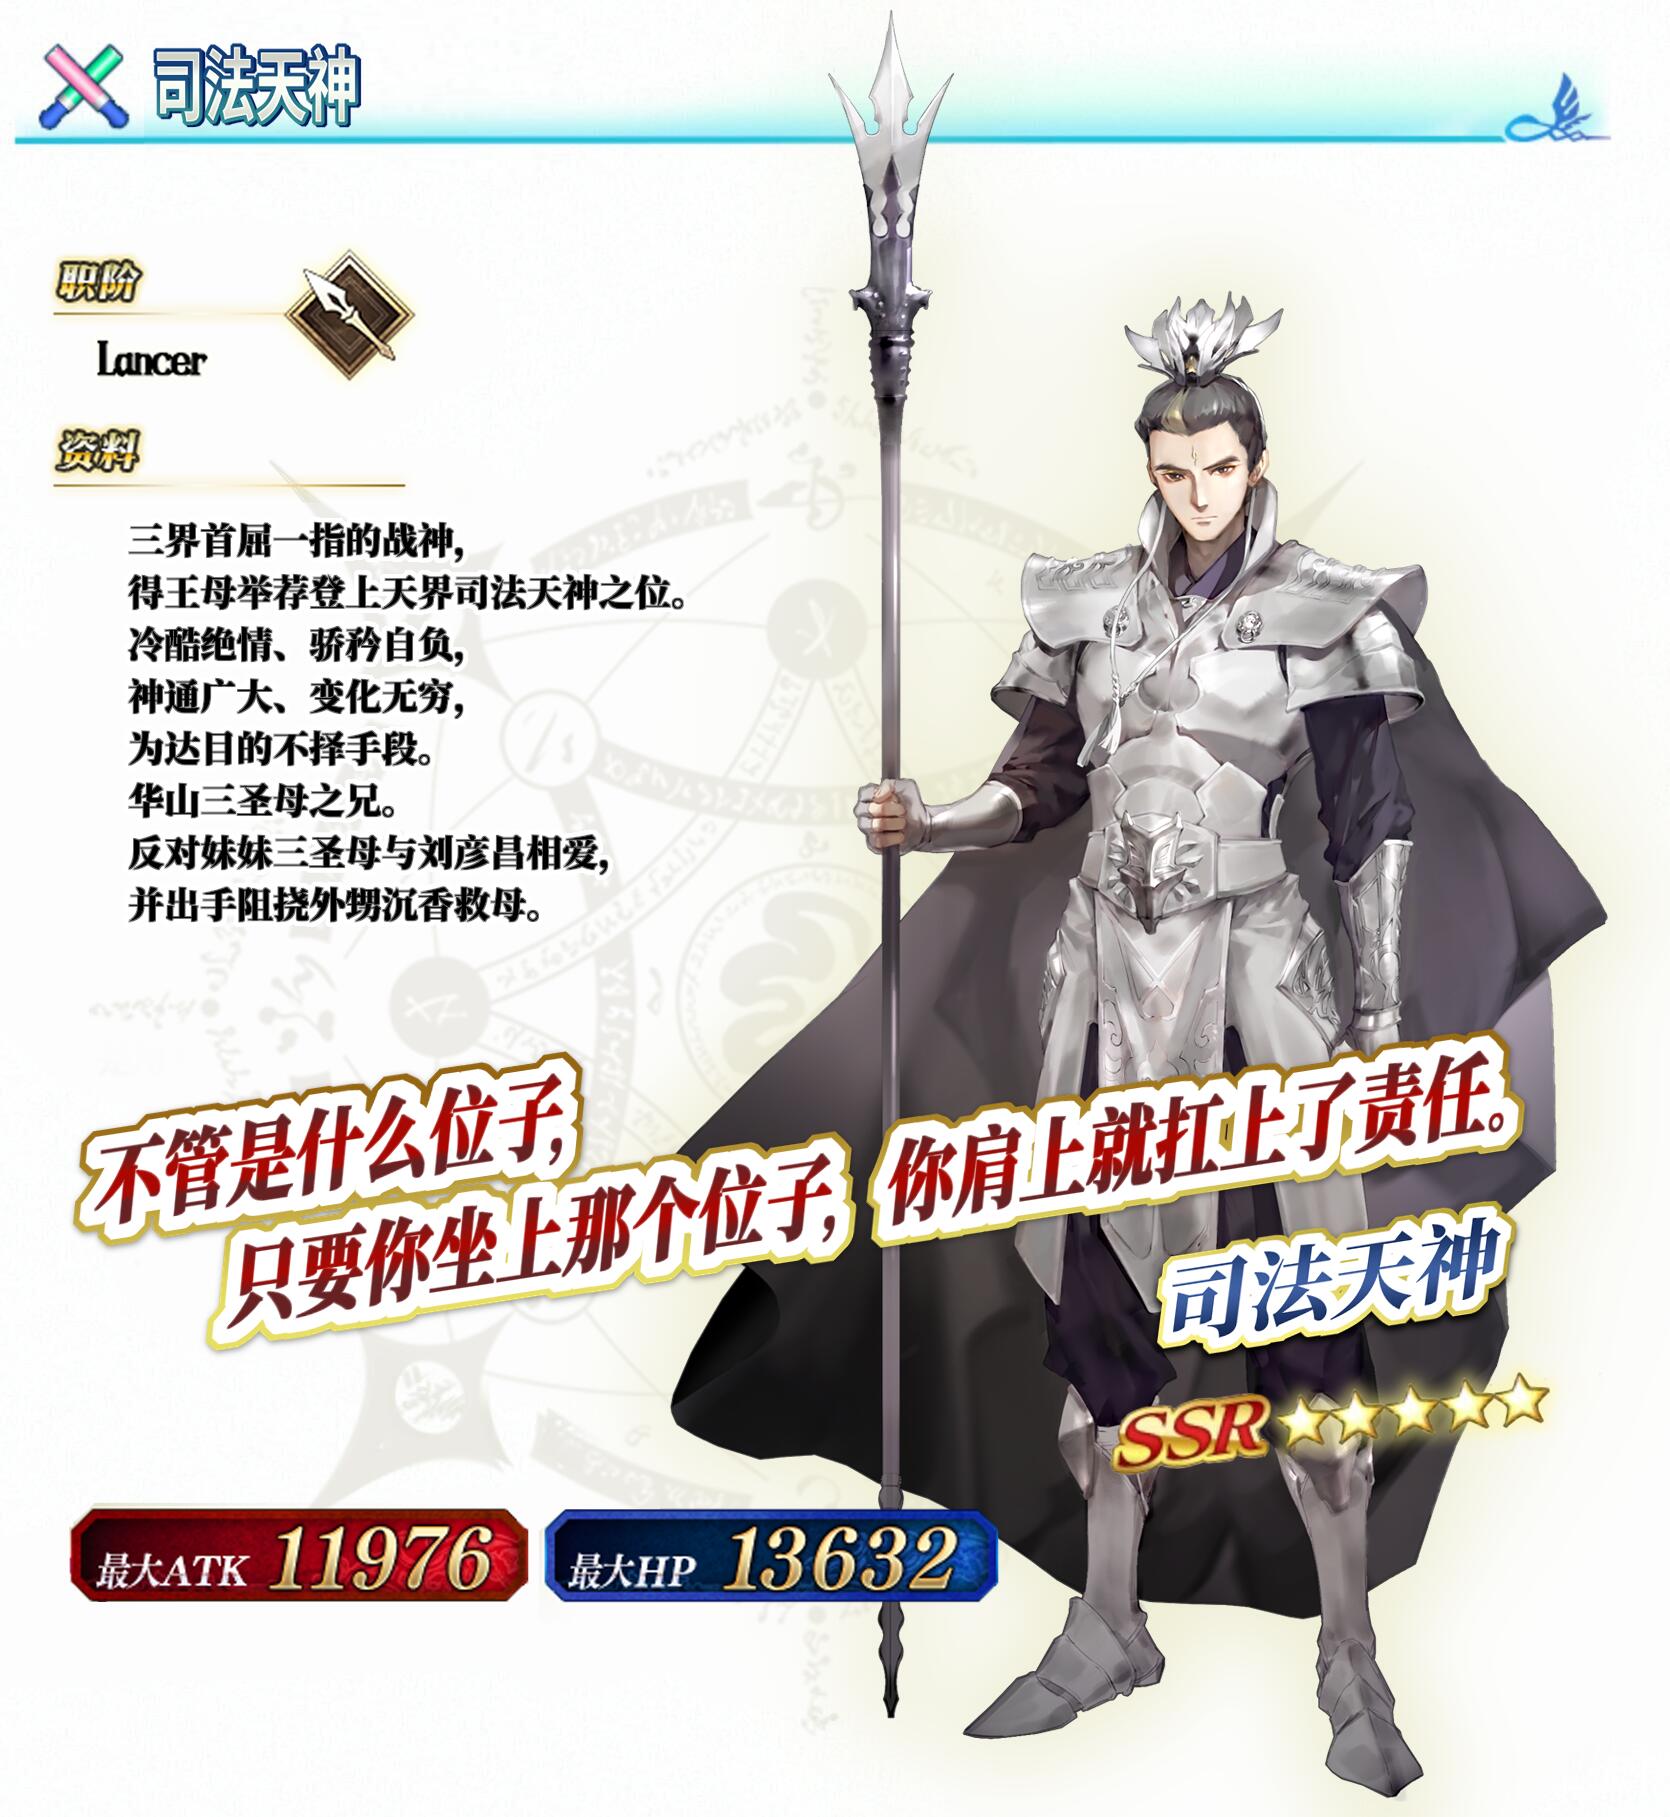 司法天神
职阶
Lancer
资料
三界首屈一指的战神,
得王母举荐登上天界司法天神之位。
冷酷绝情、骄矜自负,
神通广大、变化无穷,
为达目的不择手段。
华山三圣母之兄。
反对妹妹三圣母与刘彦昌相爱,
并出手阻挠外甥沉香救母。
不管是什么位子,
只要你坐上那个位子, 你肩上就扛上了责任。
司法天神
SSR
最大ATK 11976
最大HP 13632